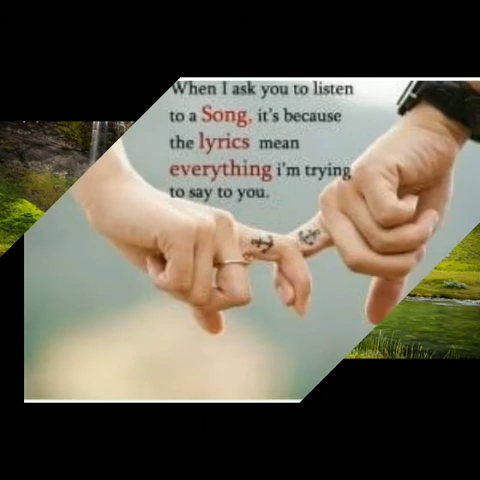 When I ask you to listen
to a Song, it's because
the lyrics mean
everything i'm trying
to say to you.